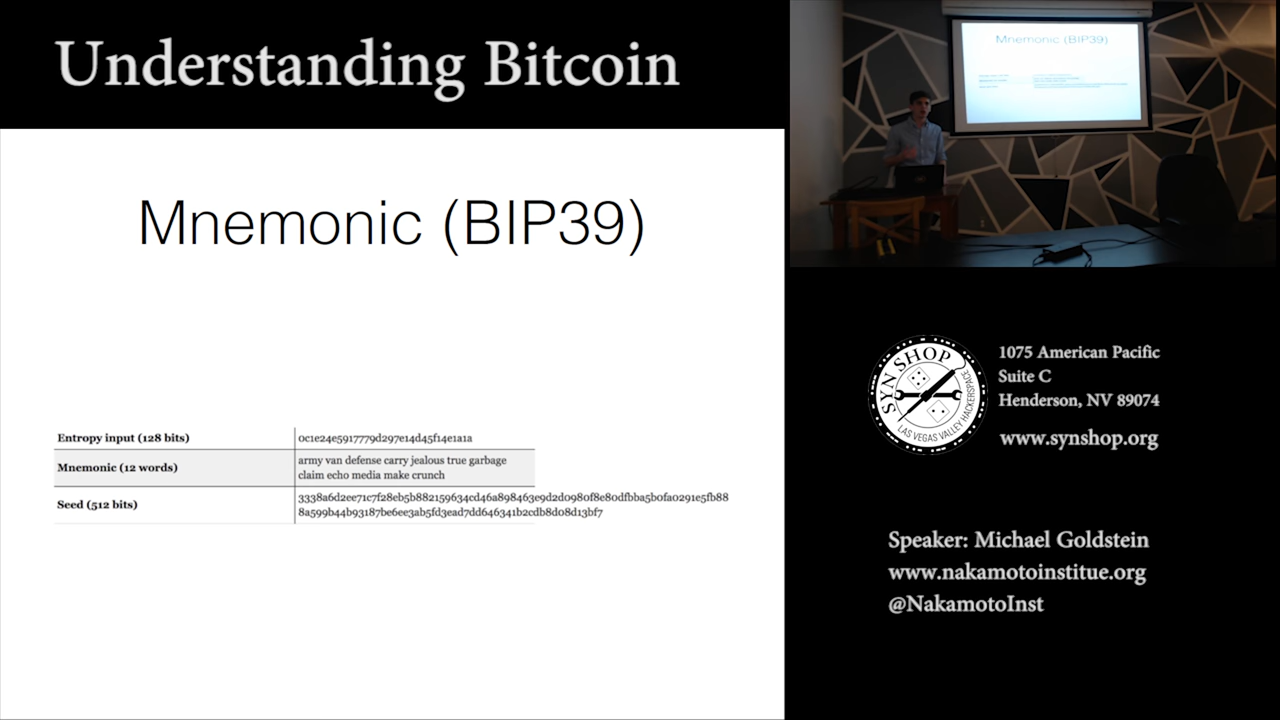 Understanding Bitcoin
Mnemonic (BIP39)
Mnemonic (BIP39)
Entropy input (128 bits)
0c1e24e5917779d297e14d45f14e1a1a
Mnemonic (12 words)
army van defense carry jealous true garbage
claim echo media make crunch
Seed (512 bits)
3338a6d2ee71c7f28eb5b882159634cd46a898463e9d2d0980f8e80dfbba5b0fa0291e5fb88
8a599b44b93187be6ee3ab5fd3ead7dd646341b2cdb8d08d13bf7
SYN SHOP
LAS VEGAS VALLEY HACKERSPACE
1075 American Pacific
Suite C
Henderson, NV 89074
www.synshop.org
Speaker: Michael Goldstein
www.nakamotoinstitue.org
@NakamotoInst